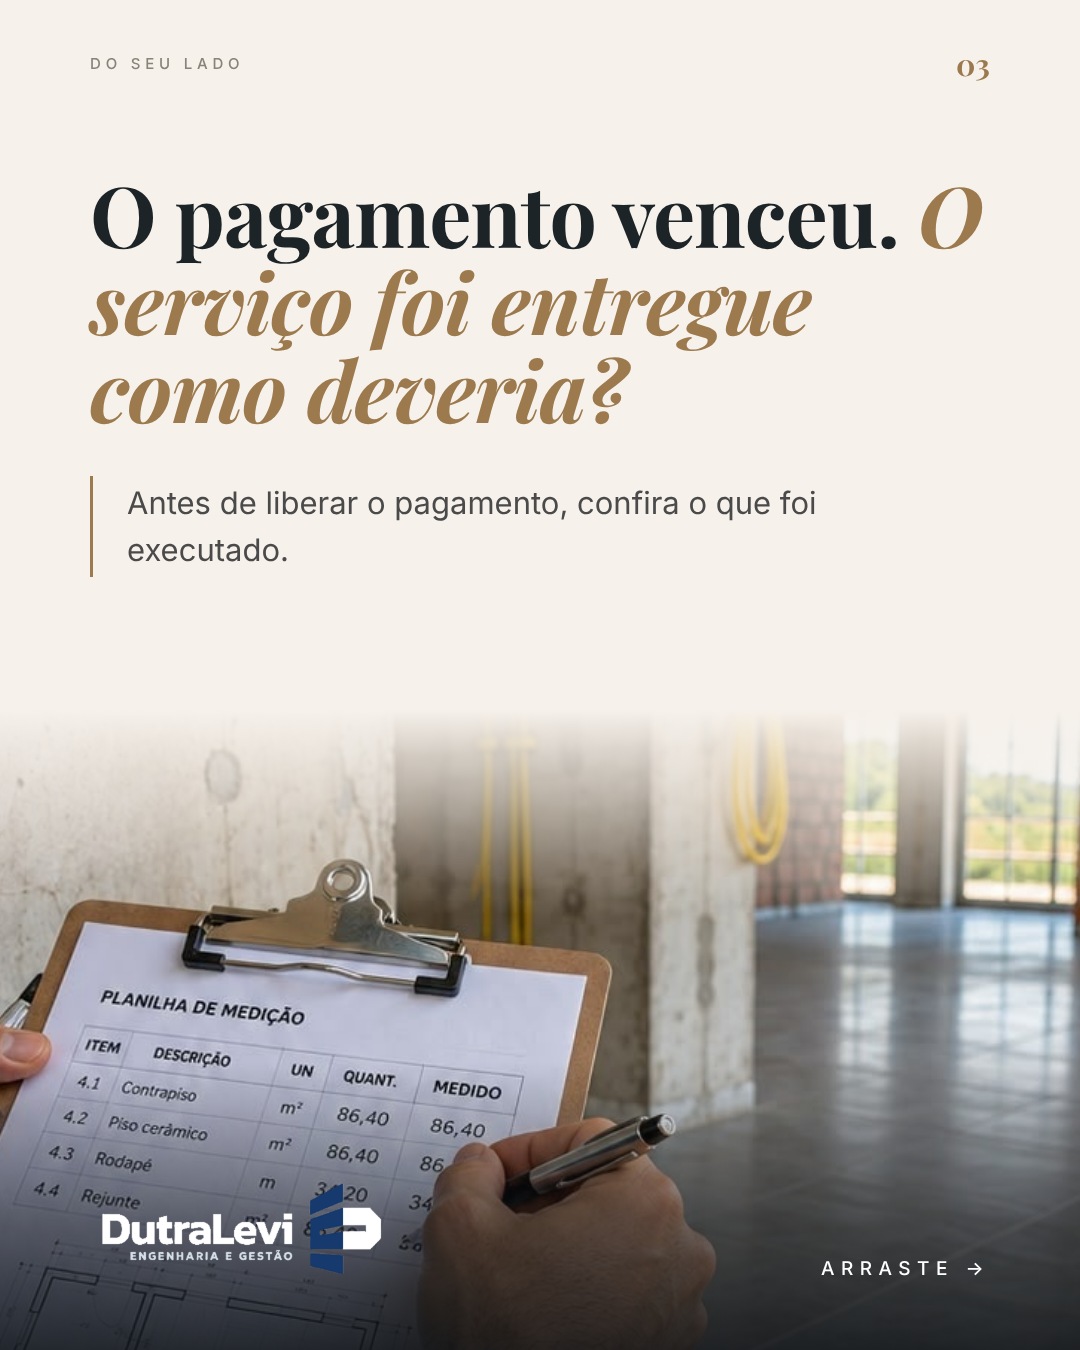 DO SEU LADO
03
O pagamento venceu. O
serviço foi entregue
como deveria?
Antes de liberar o pagamento, confira o que foi
executado.
PLANILHA DE MEDIÇÃO
ITEM DESCRIÇÃO UN QUANT. MEDIDO
4.1 Contrapiso m² 86,40 86,40
4.2 Piso cerâmico m² 86,40
4.3 Rodapé m
4.4 Rejunte
DutraLevi
ENGENHARIA E GESTÃO
ARRASTE →